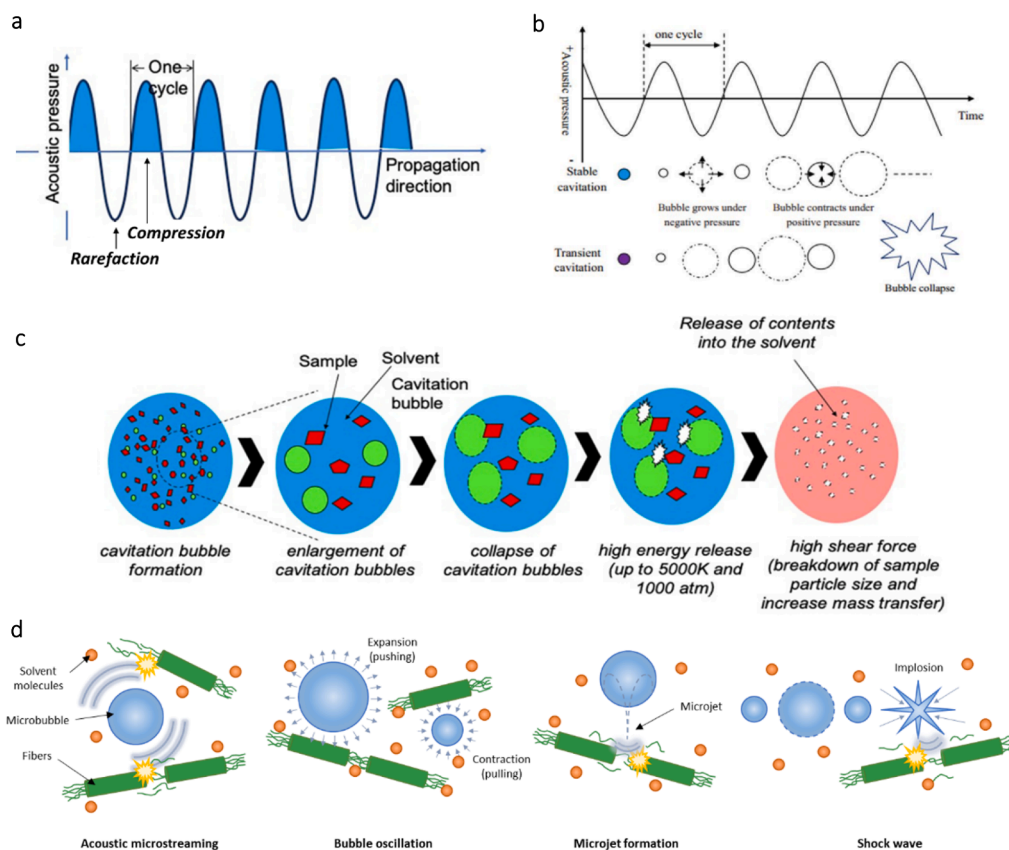 a
Acoustic pressure
One
cycle
Propagation
direction
Compression
Rarefaction
b
+
Acoustic
pressure
-
one cycle
Time
Stable
cavitation
Bubble grows under
negative pressure
Bubble contracts under
positive pressure
Transient
cavitation
Bubble collapse
c
Sample
Solvent
Cavitation
bubble
Release of contents
into the solvent
cavitation bubble
formation
enlargement of
cavitation bubbles
collapse of
cavitation bubbles
high energy release
(up to 5000K and
1000 atm)
high shear force
(breakdown of sample
particle size and
increase mass transfer)
d
Solvent
molecules
Microbubble
Fibers
Acoustic microstreaming
Expansion
(pushing)
Contraction
(pulling)
Bubble oscillation
Microjet
Microjet formation
Implosion
Shock wave